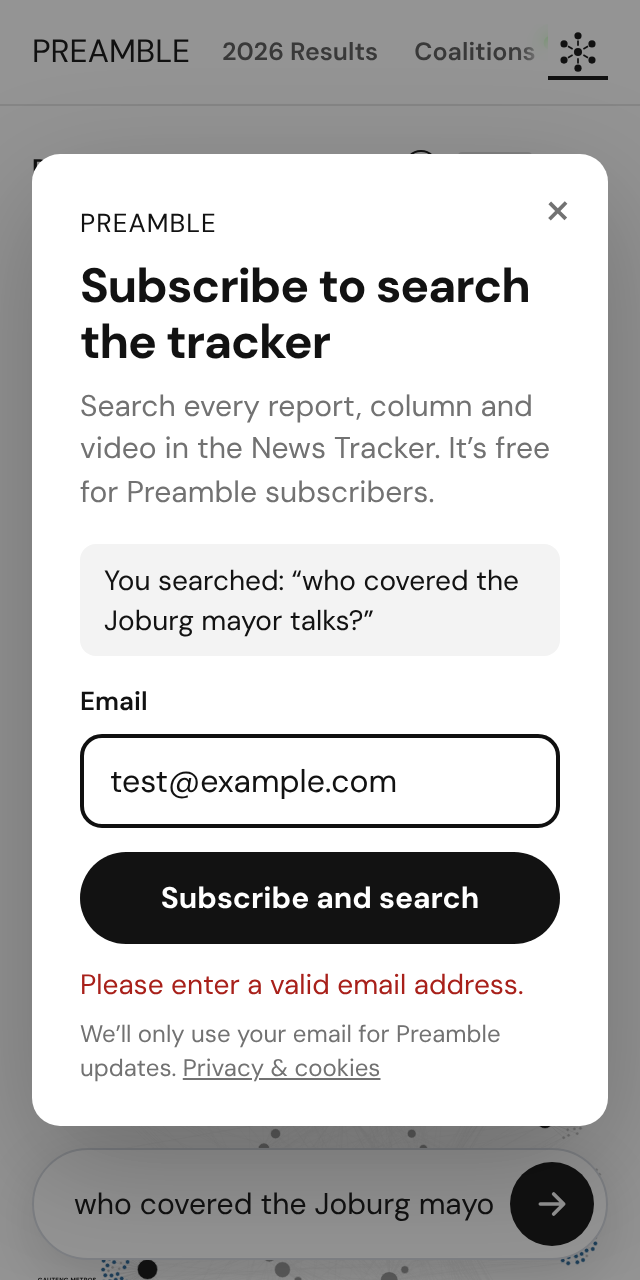 PREAMBLE 2026 Results Coalitions
PREAMBLE
Subscribe to search
the tracker
Search every report, column and
video in the News Tracker. It’s free
for Preamble subscribers.
You searched: “who covered the
Joburg mayor talks?”
Email
test@example.com
Subscribe and search
Please enter a valid email address.
We’ll only use your email for Preamble
updates. Privacy & cookies
who covered the Joburg mayo